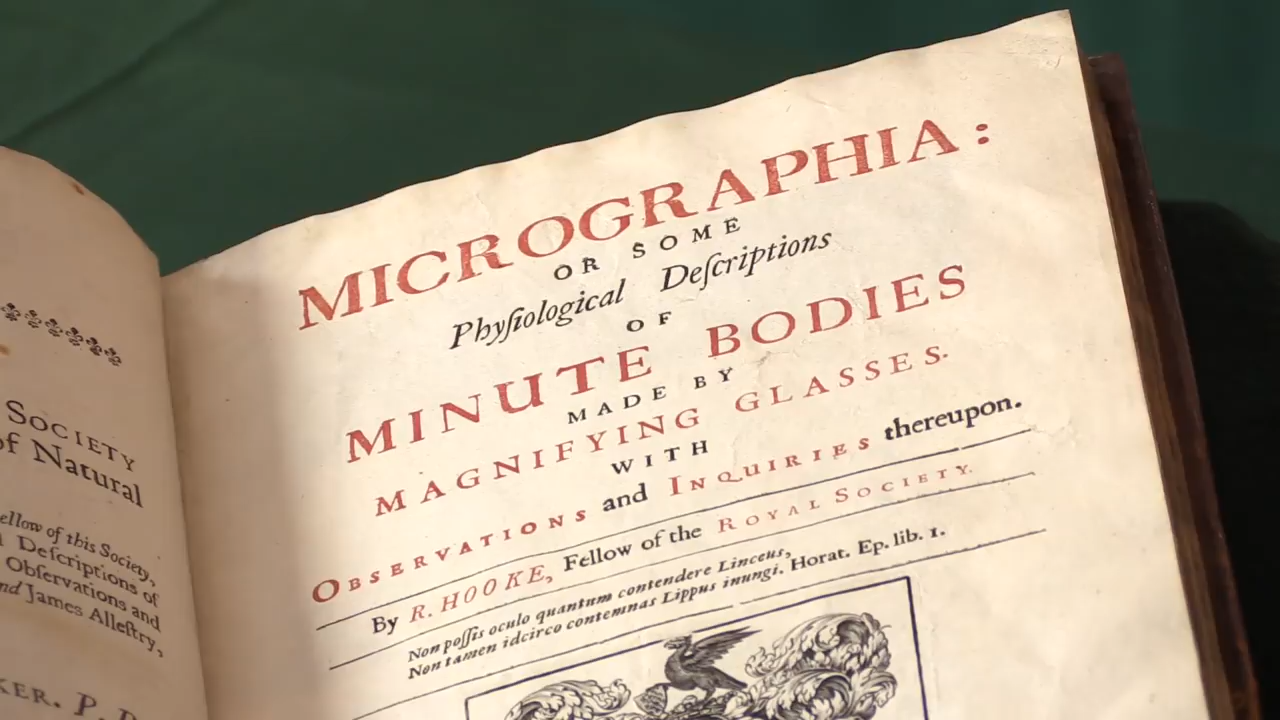 SOCIETY
of Natural
ellow of this Society,
Deſcriptions of
Obſervations and
nd James Alleſtry,
KER. P.
MICROGRAPHIA:
OR SOME
Phyſiological Deſcriptions
OF
MINUTE BODIES
MADE BY
MAGNIFYING GLASSES.
WITH
OBSERVATIONS and INQUIRIES thereupon.
By R. HOOKE, Fellow of the ROYAL SOCIETY.
Non poſſis oculo quantum contendere Linceus,
Non tamen idcirco contemnas Lippus inungi. Horat. Ep. lib. 1.